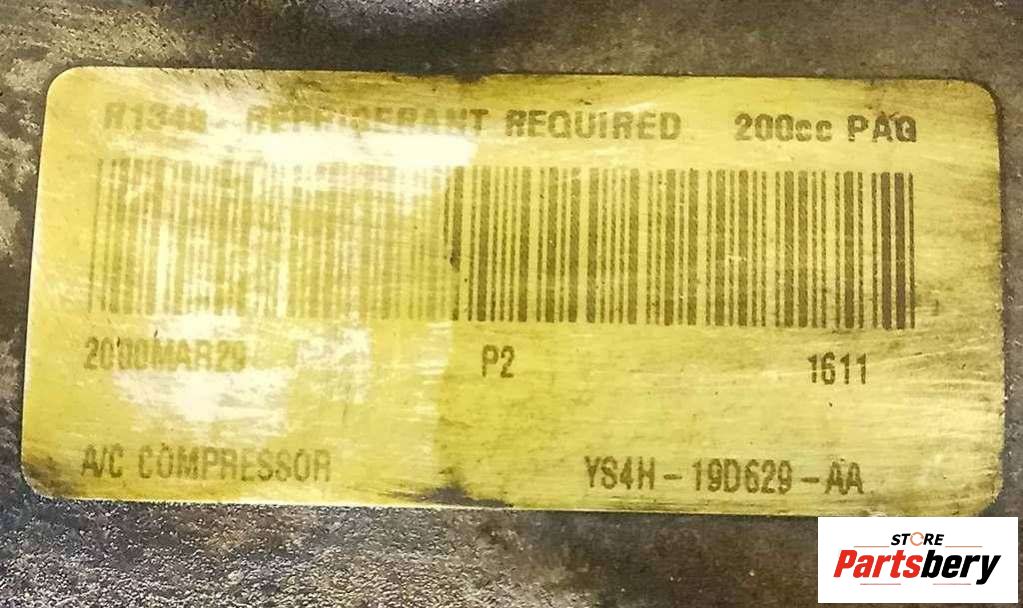 R134a REFRIGERANT REQUIRED 200cc PAG
2000MAR29 P2 1611
A/C COMPRESSOR YS4H-19D629-AA
STORE
Partsbery